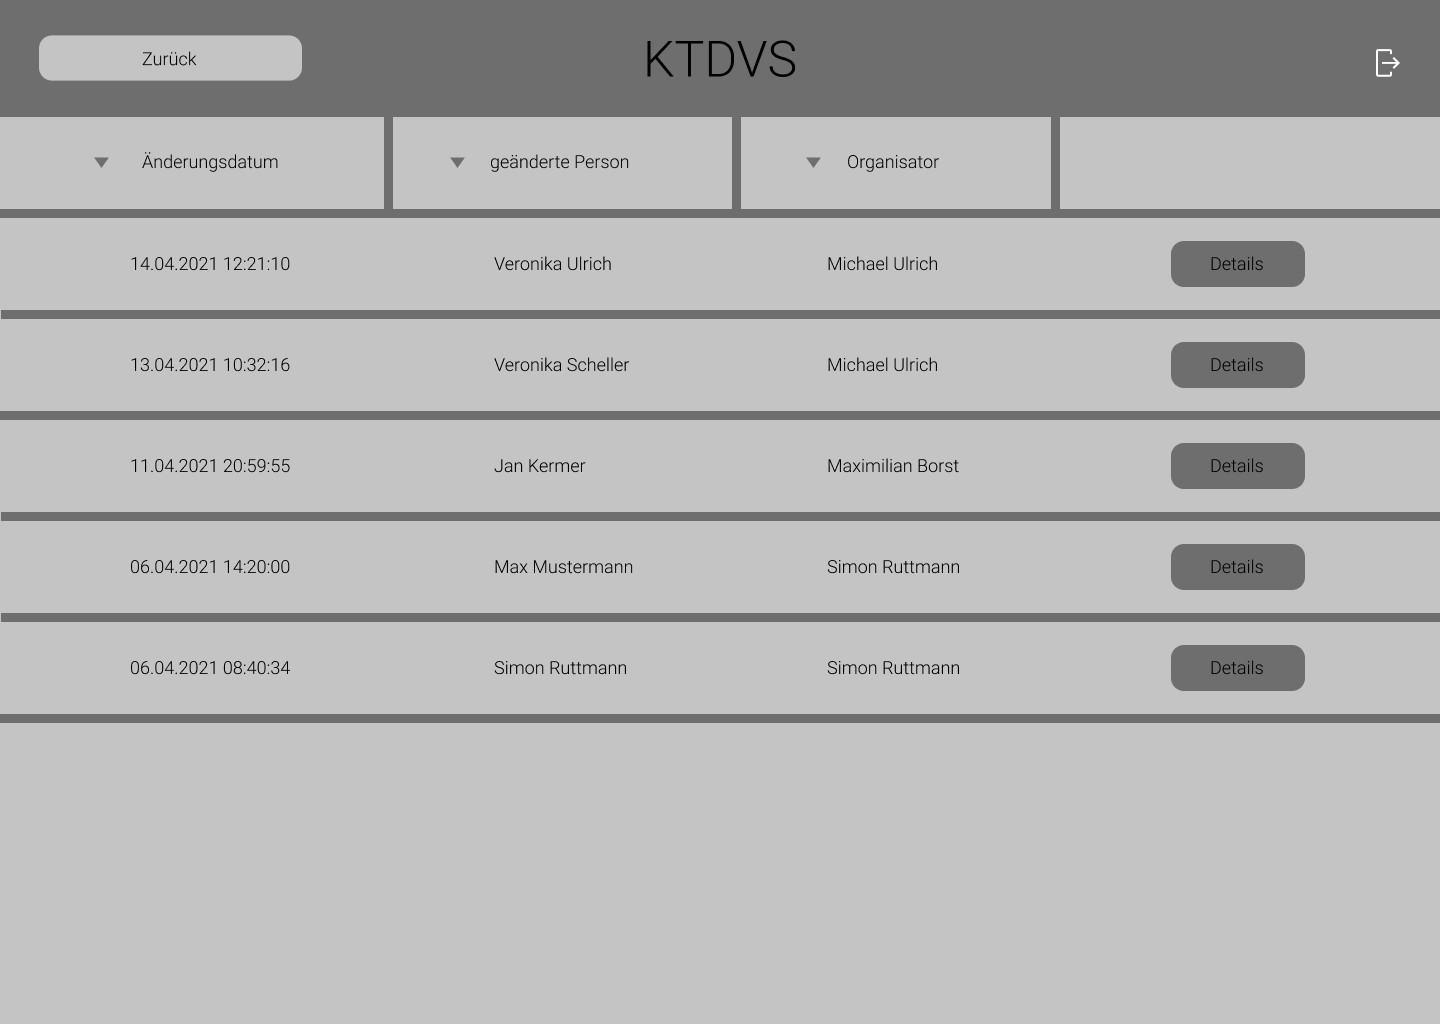 Zurück
KTDVS
Änderungsdatum geänderte Person Organisator
14.04.2021 12:21:10 Veronika Ulrich Michael Ulrich Details
13.04.2021 10:32:16 Veronika Scheller Michael Ulrich Details
11.04.2021 20:59:55 Jan Kermer Maximilian Borst Details
06.04.2021 14:20:00 Max Mustermann Simon Ruttmann Details
06.04.2021 08:40:34 Simon Ruttmann Simon Ruttmann Details